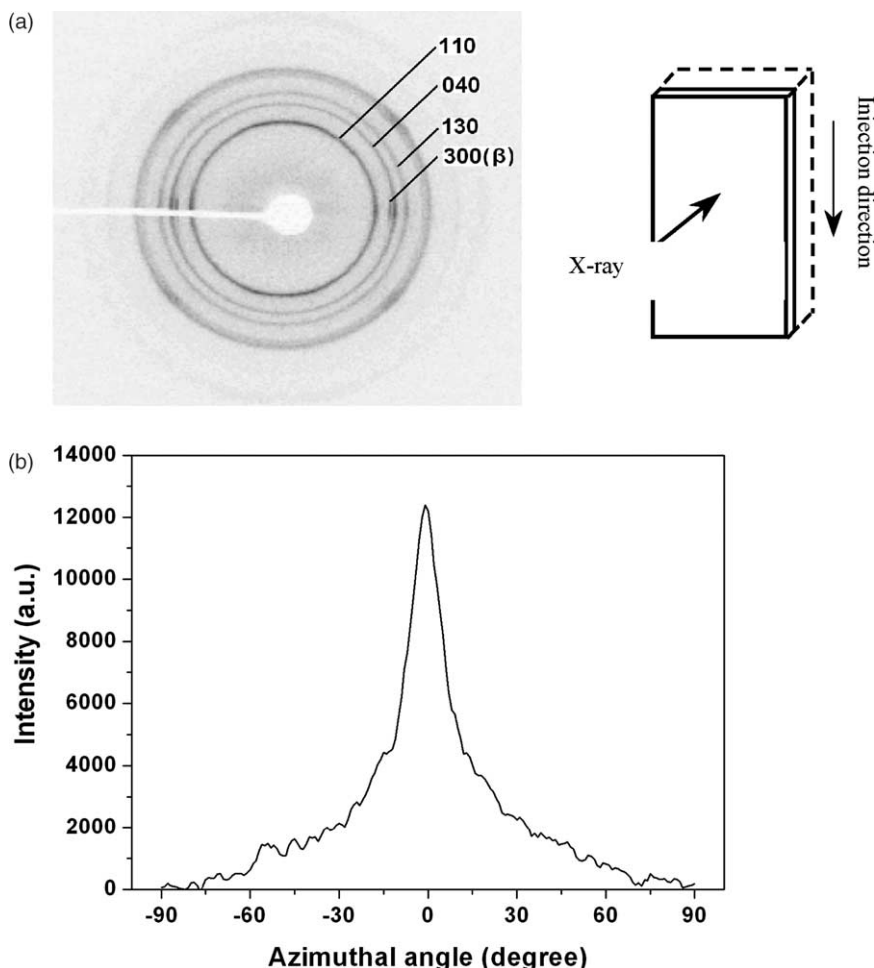 (a)
110
040
130
300(β)
X-ray
Injection direction
(b)
14000
12000
10000
8000
6000
4000
2000
0
-90
-60
-30
0
30
60
90
Intensity (a.u.)
Azimuthal angle (degree)